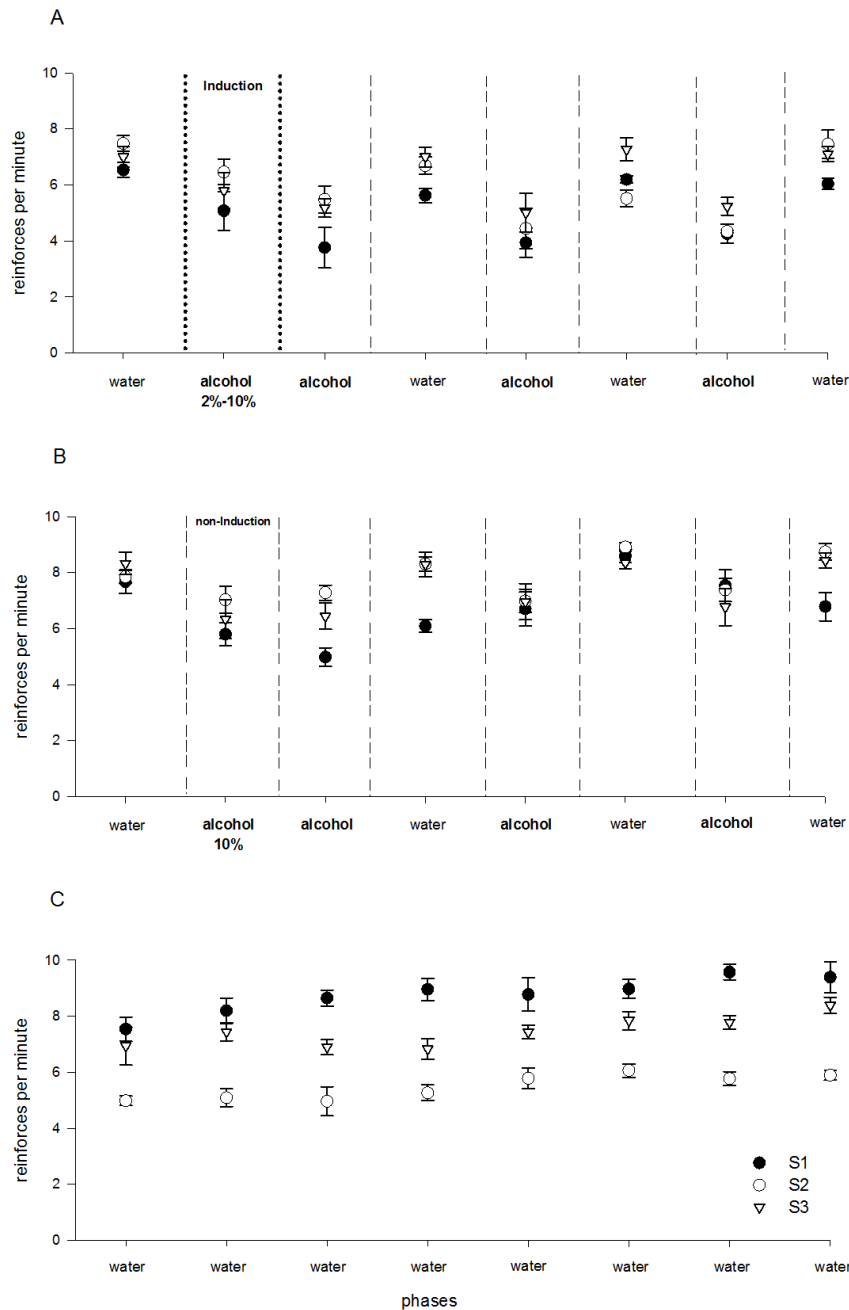 A
10
8
6
4
2
0
reinforces per minute
Induction
water alcohol alcohol water alcohol water alcohol water
2%-10%
B
10
8
6
4
2
0
reinforces per minute
non-Induction
water alcohol alcohol water alcohol water alcohol water
10%
C
10
8
6
4
2
0
reinforces per minute
S1
S2
S3
water water water water water water water water
phases